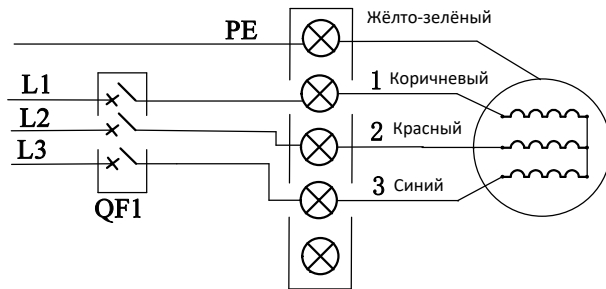 PE Жёлто-зелёный
L1 1 Коричневый
L2 2 Красный
L3 3 Синий
QF1